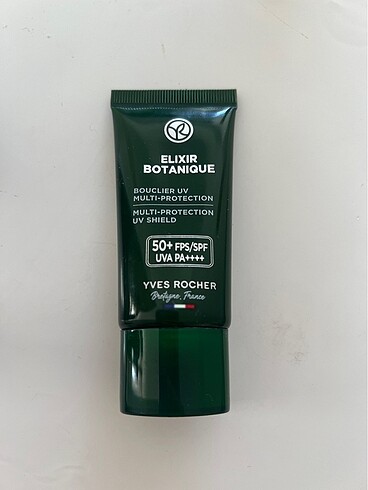 ELIXIR
BOTANIQUE
BOUCLIER UV
MULTI-PROTECTION
MULTI-PROTECTION
UV SHIELD
50+ FPS/SPF
UVA PA++++
YVES ROCHER
Bretagne, France